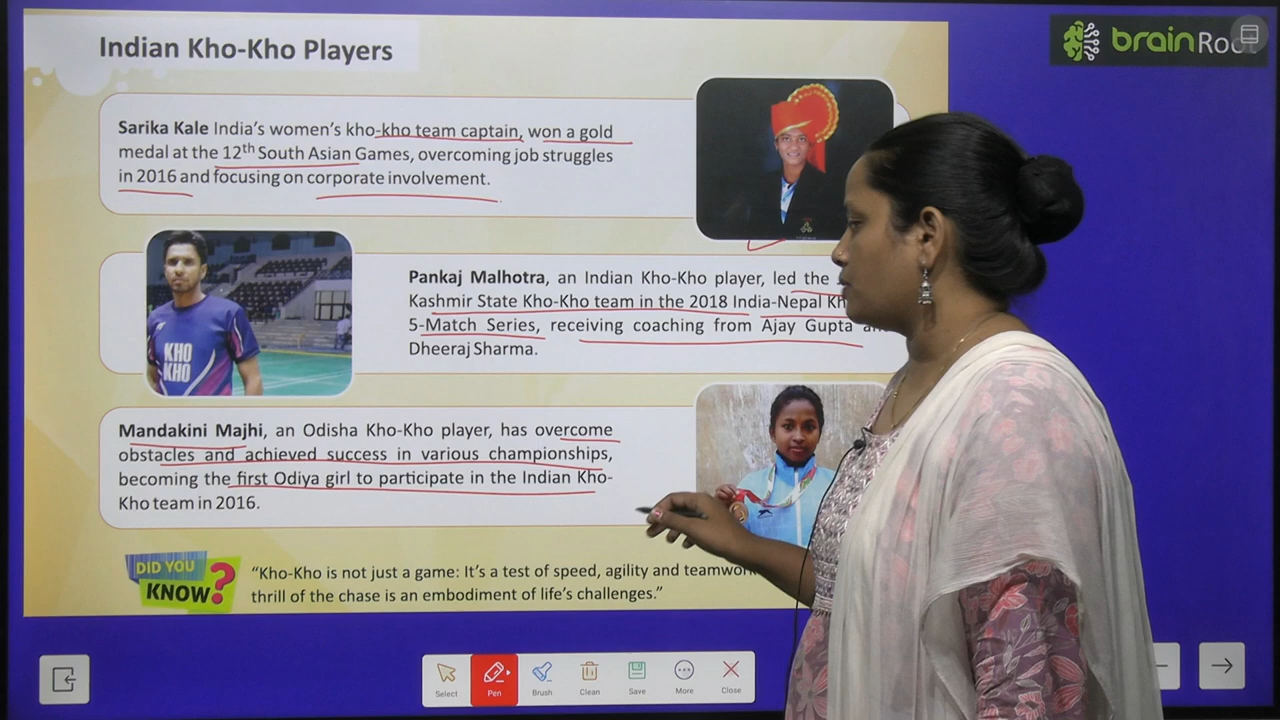 Indian Kho-Kho Players
brainRoo
Sarika Kale India's women's kho-kho team captain, won a gold
medal at the 12th South Asian Games, overcoming job struggles
in 2016 and focusing on corporate involvement.
Pankaj Malhotra, an Indian Kho-Kho player, led the
Kashmir State Kho-Kho team in the 2018 India-Nepal
5-Match Series, receiving coaching from Ajay Gupta
Dheeraj Sharma.
KHO
KHO
Mandakini Majhi, an Odisha Kho-Kho player, has overcome
obstacles and achieved success in various championships,
becoming the first Odiya girl to participate in the Indian Kho-
Kho team in 2016.
DID YOU
KNOW?
"Kho-Kho is not just a game: It's a test of speed, agility and teamwork
thrill of the chase is an embodiment of life's challenges."
Select Pen Brush Clean Save More Close